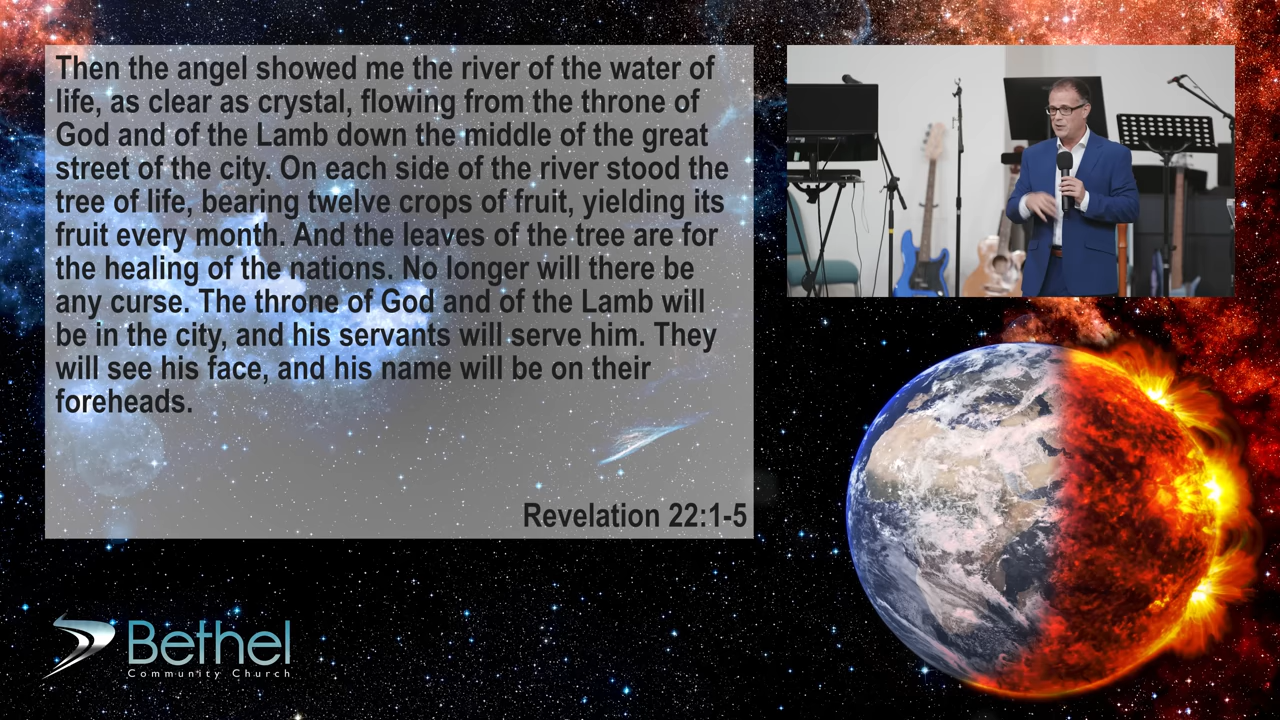 Then the angel showed me the river of the water of
life, as clear as crystal, flowing from the throne of
God and of the Lamb down the middle of the great
street of the city. On each side of the river stood the
tree of life, bearing twelve crops of fruit, yielding its
fruit every month. And the leaves of the tree are for
the healing of the nations. No longer will there be
any curse. The throne of God and of the Lamb will
be in the city, and his servants will serve him. They
will see his face, and his name will be on their
foreheads.
Revelation 22:1-5
Bethel
Community Church